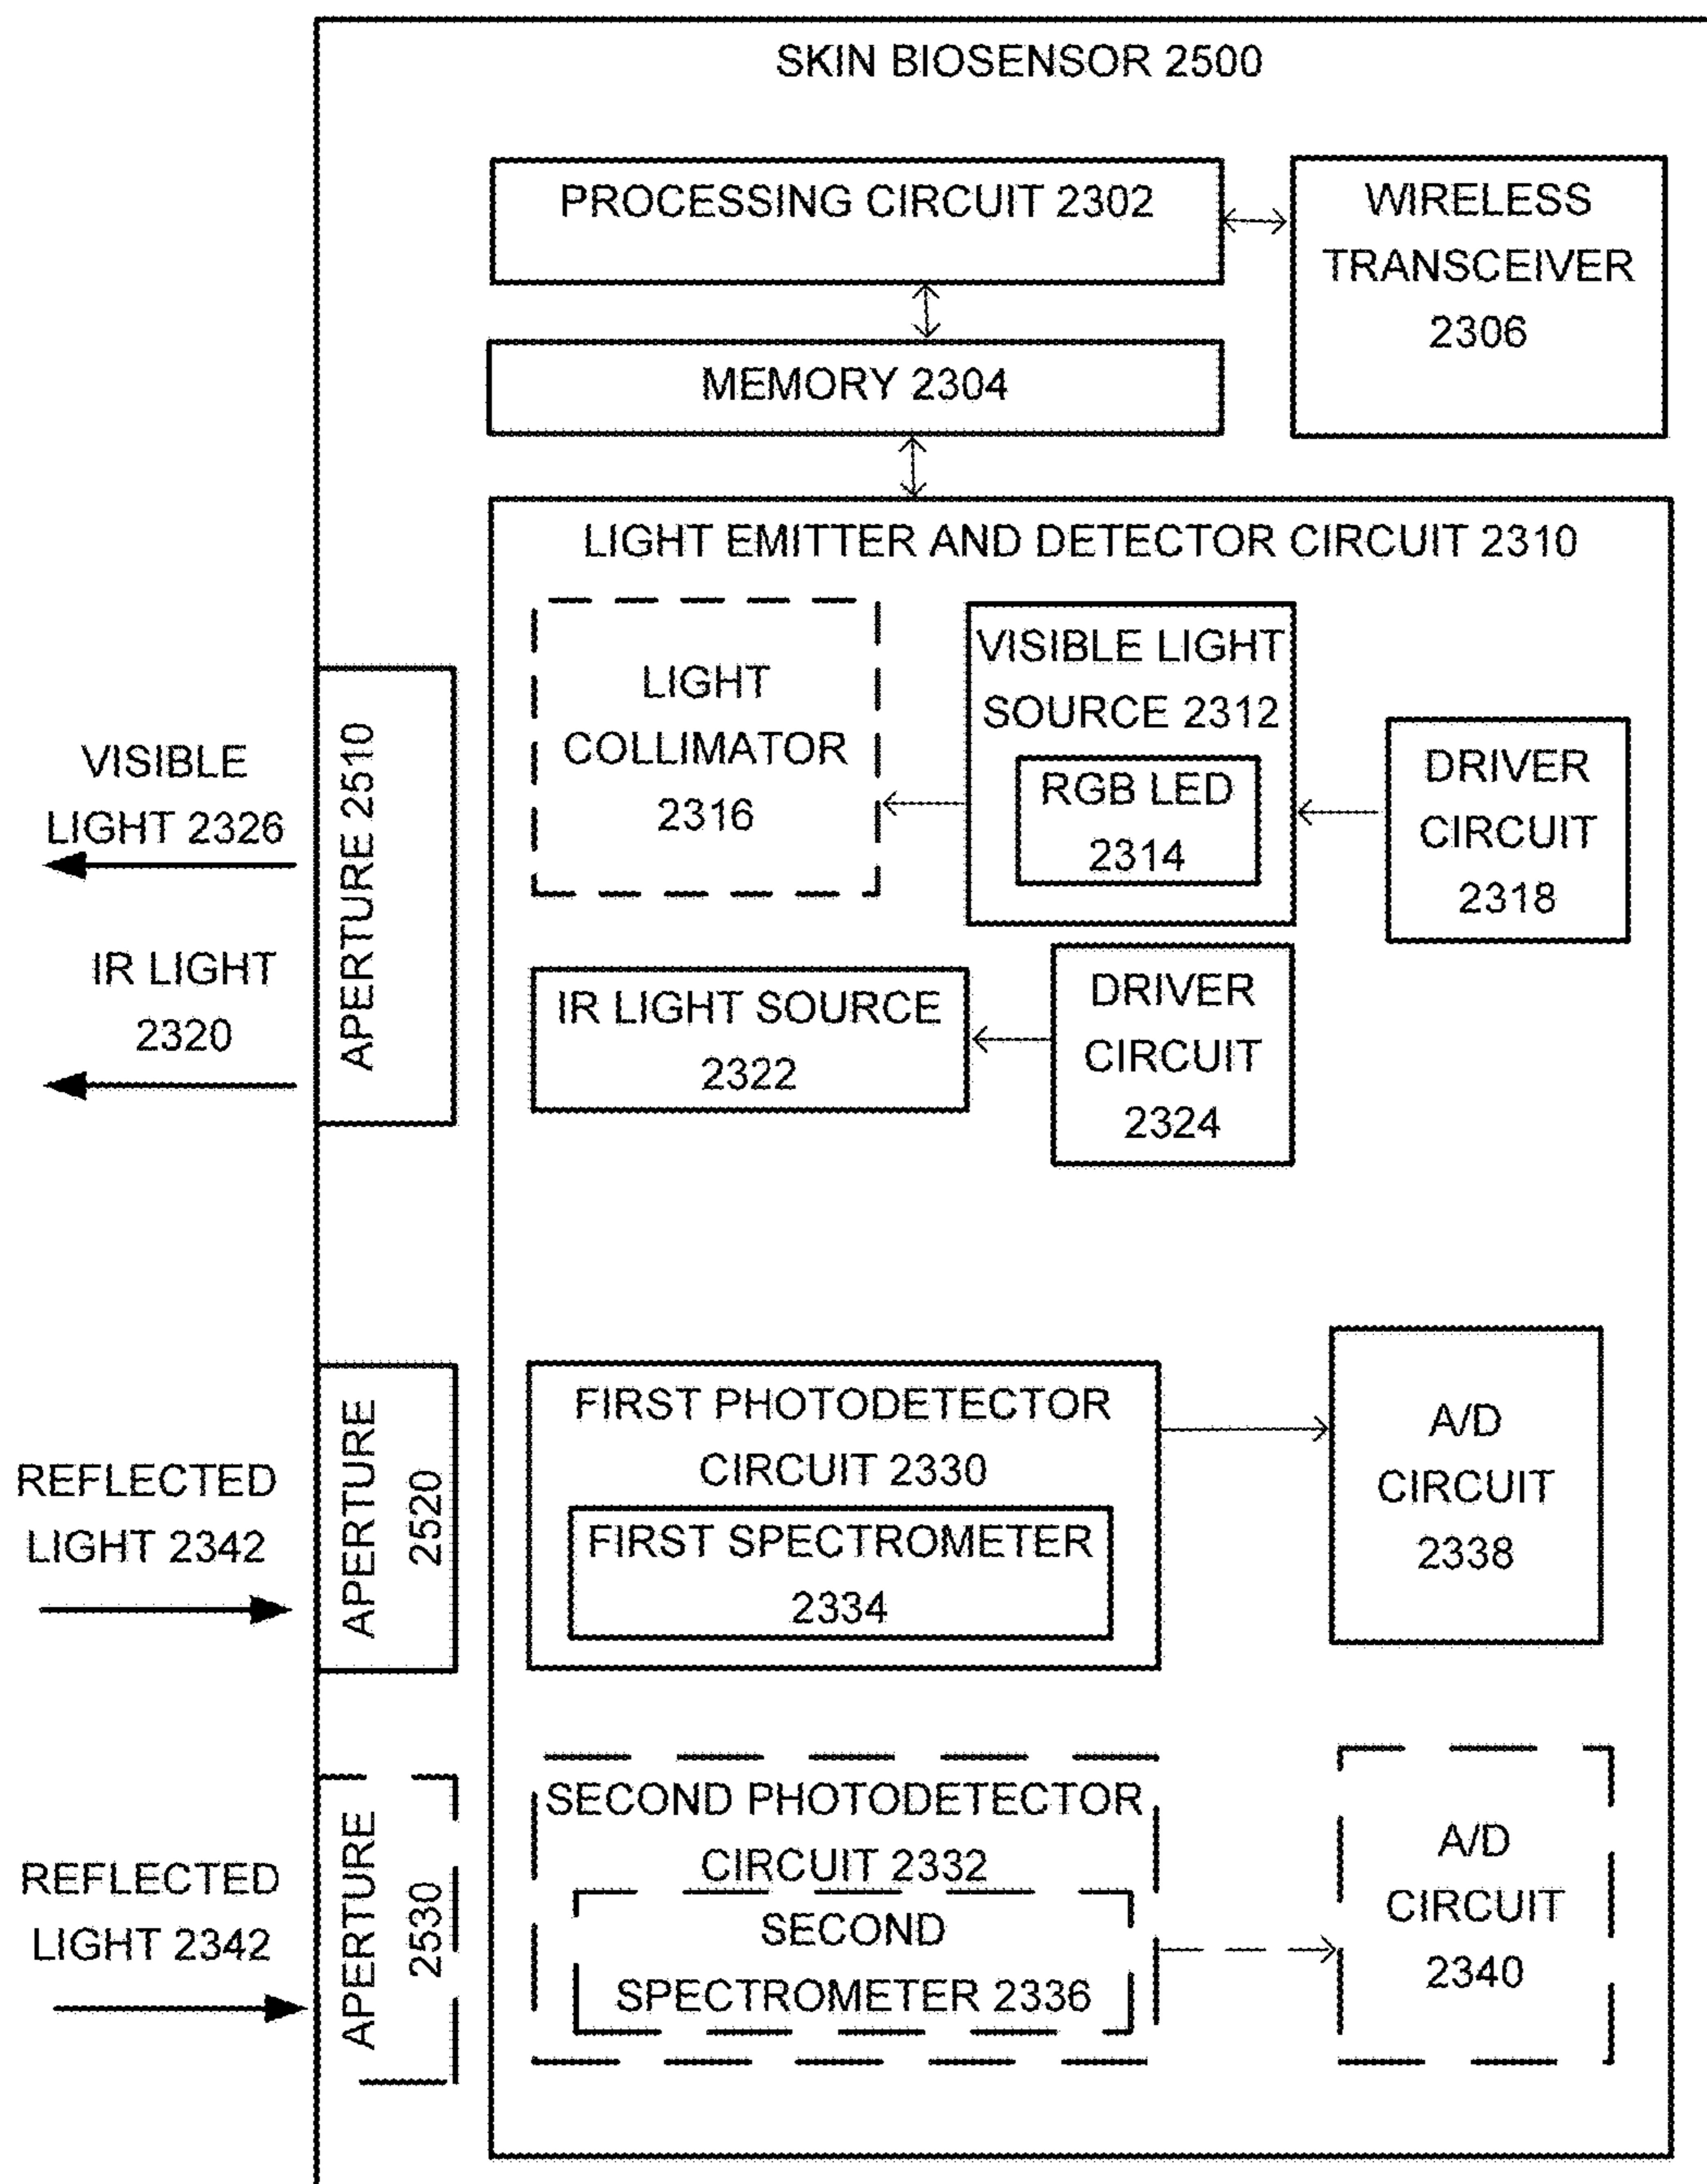 SKIN BIOSENSOR 2500
PROCESSING CIRCUIT 2302
WIRELESS
TRANSCEIVER
2306
MEMORY 2304
LIGHT EMITTER AND DETECTOR CIRCUIT 2310
LIGHT
COLLIMATOR
2316
VISIBLE LIGHT
SOURCE 2312
RGB LED
2314
DRIVER
CIRCUIT
2318
VISIBLE
LIGHT 2326
IR LIGHT
2320
APERTURE 2510
IR LIGHT SOURCE
2322
DRIVER
CIRCUIT
2324
REFLECTED
LIGHT 2342
APERTURE
2520
FIRST PHOTODETECTOR
CIRCUIT 2330
FIRST SPECTROMETER
2334
A/D
CIRCUIT
2338
REFLECTED
LIGHT 2342
APERTURE
2530
SECOND PHOTODETECTOR
CIRCUIT 2332
SECOND
SPECTROMETER 2336
A/D
CIRCUIT
2340